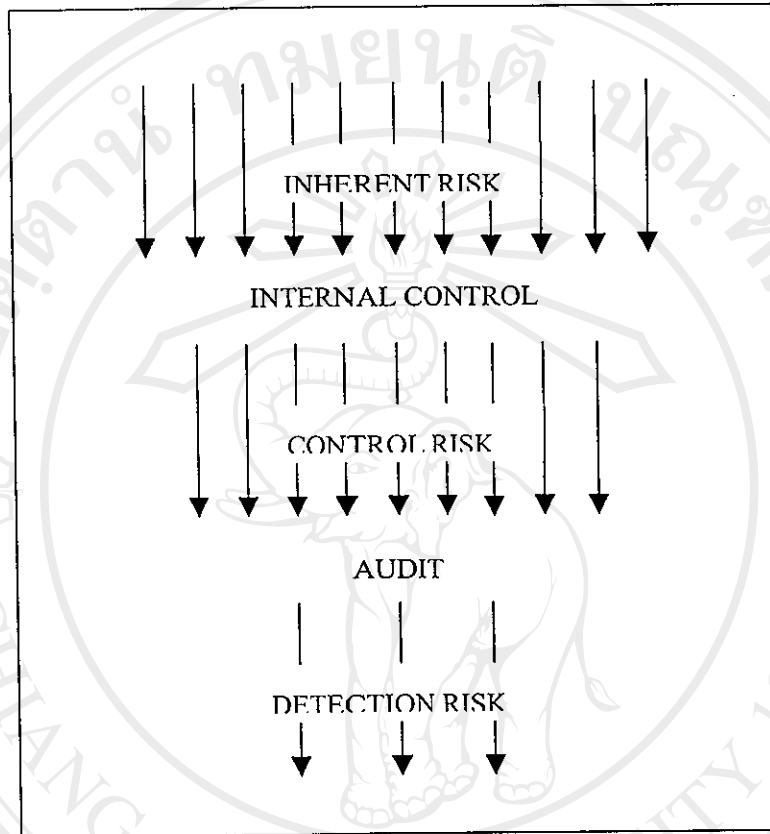 INHERENT RISK
INTERNAL CONTROL
CONTROL RISK
AUDIT
DETECTION RISK